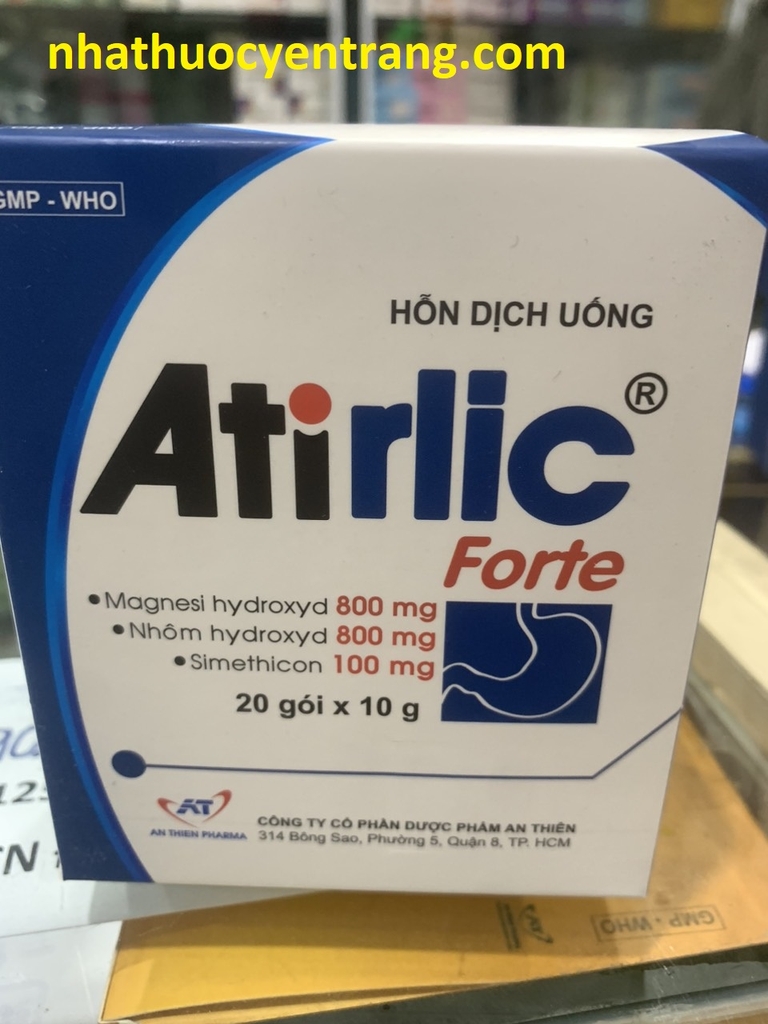 nhathuocyentrang.com
GMP - WHO
HỖN DỊCH UỐNG
Atirlic®
Forte
•Magnesi hydroxyd 800 mg
•Nhôm hydroxyd 800 mg
•Simethicon 100 mg
20 gói x 10 g
AT
AN THIEN PHARMA
CÔNG TY CỔ PHẦN DƯỢC PHẨM AN THIÊN
314 Bông Sao, Phường 5, Quận 8, TP. HCM
GMP - WHO